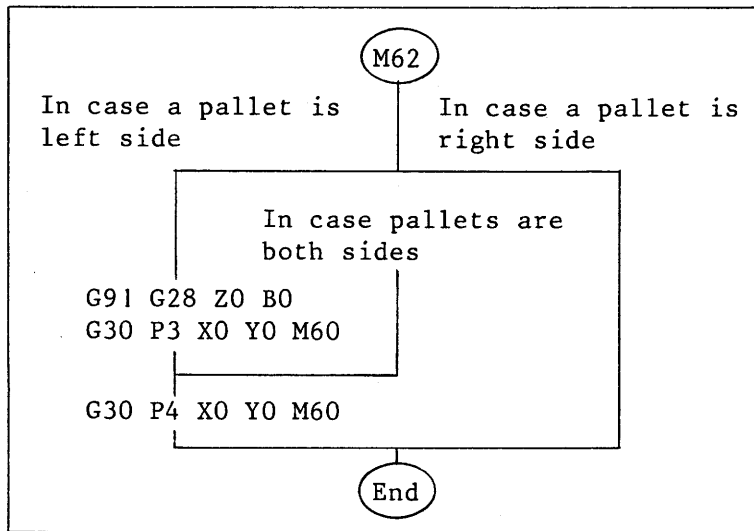 M62
In case a pallet is
left side
In case a pallet is
right side
In case pallets are
both sides
G91 G28 Z0 B0
G30 P3 X0 Y0 M60
G30 P4 X0 Y0 M60
End